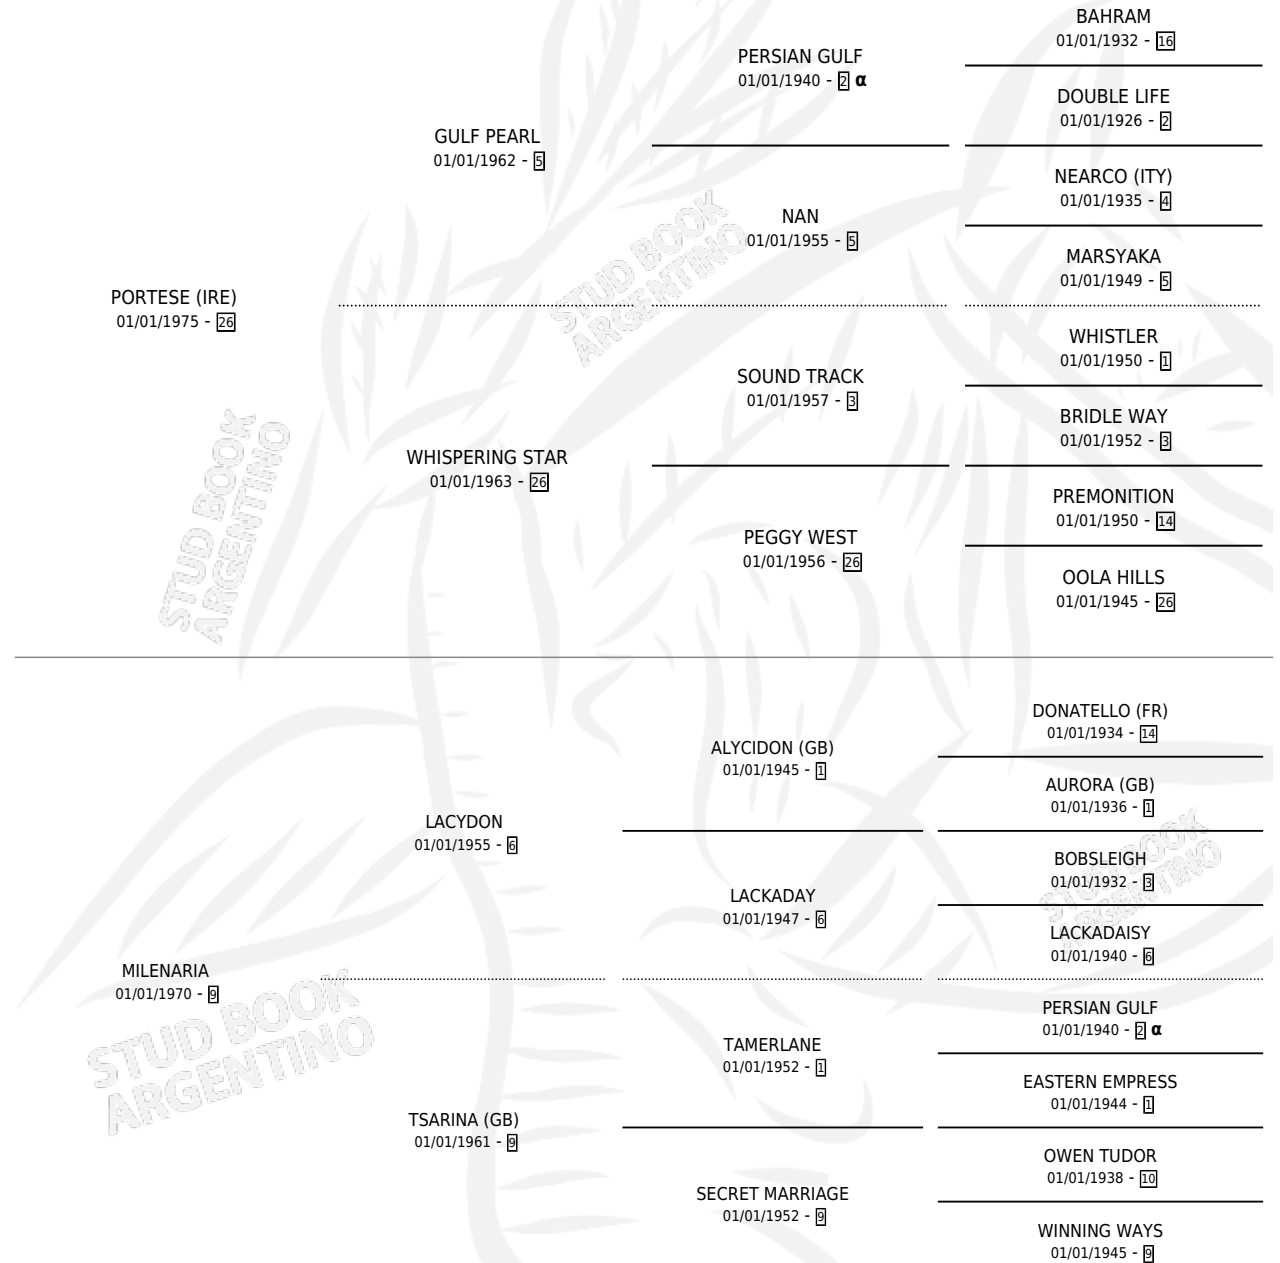 PORTESE (IRE)
01/01/1975 - 26
GULF PEARL
01/01/1962 - 5
PERSIAN GULF
01/01/1940 - 2 α
BAHRAM
01/01/1932 - 16
DOUBLE LIFE
01/01/1926 - 2
NAN
01/01/1955 - 5
NEARCO (ITY)
01/01/1935 - 4
MARSYAKA
01/01/1949 - 5
WHISPERING STAR
01/01/1963 - 26
SOUND TRACK
01/01/1957 - 3
WHISTLER
01/01/1950 - 1
BRIDLE WAY
01/01/1952 - 3
PEGGY WEST
01/01/1956 - 26
PREMONITION
01/01/1950 - 14
OOLA HILLS
01/01/1945 - 26
MILENARIA
01/01/1970 - 9
LACYDON
01/01/1955 - 6
ALYCIDON (GB)
01/01/1945 - 1
DONATELLO (FR)
01/01/1934 - 14
AURORA (GB)
01/01/1936 - 1
LACKADAY
01/01/1947 - 6
BOBSLEIGH
01/01/1932 - 3
LACKADAISY
01/01/1940 - 6
TSARINA (GB)
01/01/1961 - 9
TAMERLANE
01/01/1952 - 1
PERSIAN GULF
01/01/1940 - 2 α
EASTERN EMPRESS
01/01/1944 - 1
SECRET MARRIAGE
01/01/1952 - 9
OWEN TUDOR
01/01/1938 - 10
WINNING WAYS
01/01/1945 - 9
STUD BOOK
ARGENTINO
STUD BOOK
ARGENTINO
STUD BOOK
ARGENTINO
STUD BOOK
ARGENTINO